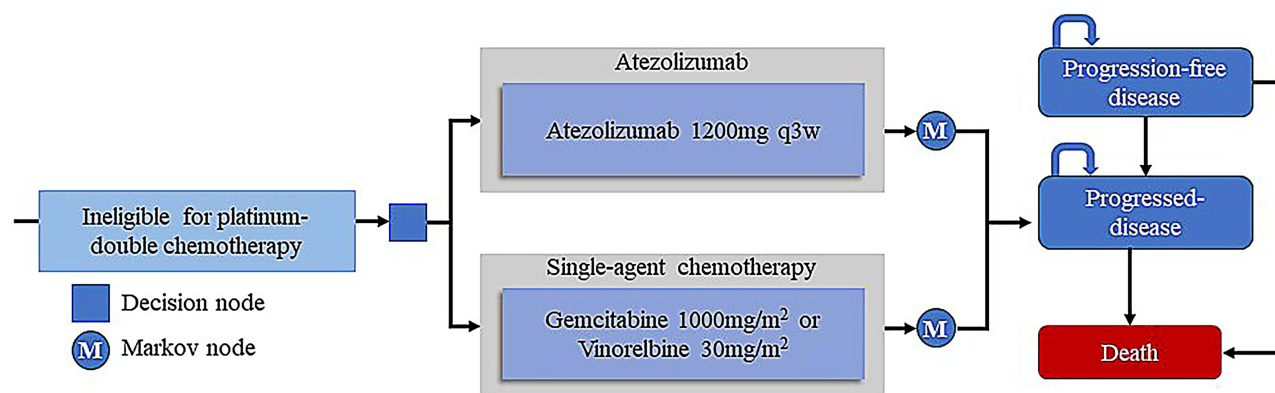 Ineligible for platinum-
double chemotherapy
Decision node
M Markov node
Atezolizumab
Atezolizumab 1200mg q3w
M
Single-agent chemotherapy
Gemcitabine 1000mg/m² or
Vinorelbine 30mg/m²
M
Progression-free
disease
Progressed-
disease
Death